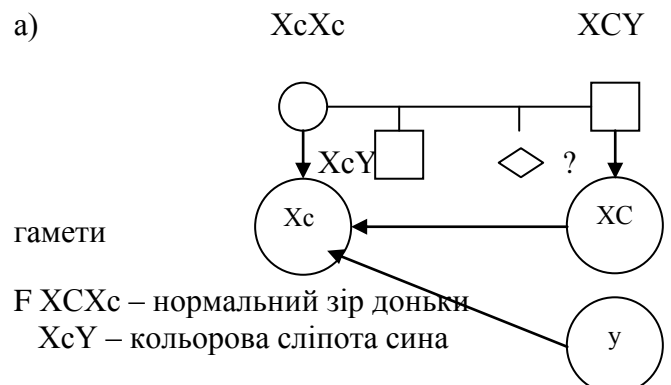 а) XcXc XCY
XcY ?
Xc XC
гамети
F XCXc – нормальний зір доньки
XcY – кольорова сліпота сина
y